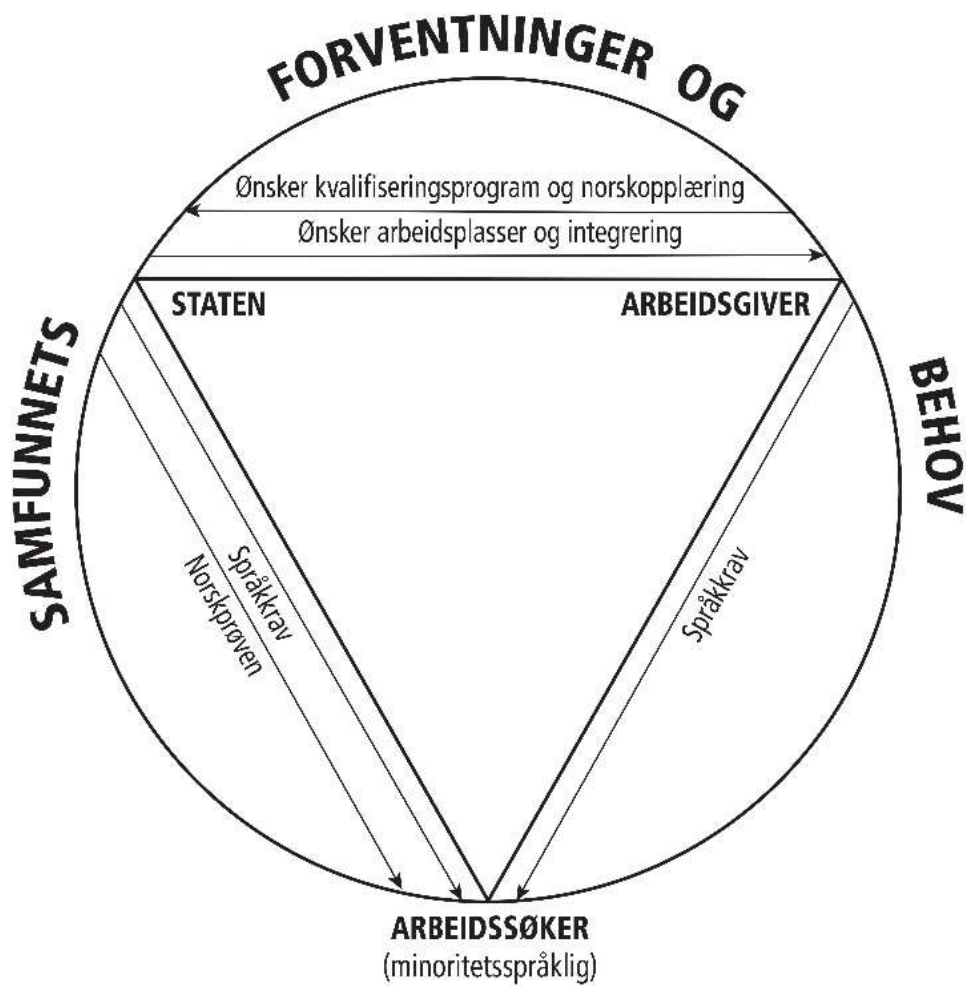 SAMFUNNETS FORVENTNINGER OG BEHOV
Ønsker kvalifiseringsprogram og norskopplæring
Ønsker arbeidsplasser og integrering
STATEN
ARBEIDSGIVER
Språkkrav
Norskprøven
Språkkrav
ARBEIDSSØKER
(minoritetsspråklig)